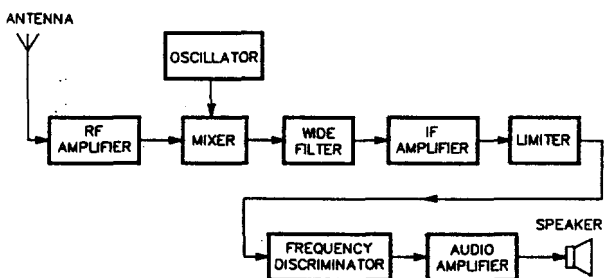 ANTENNA
OSCILLATOR
RF
AMPLIFIER
MIXER
WIDE
FILTER
IF
AMPLIFIER
LIMITER
FREQUENCY
DISCRIMINATOR
AUDIO
AMPLIFIER
SPEAKER